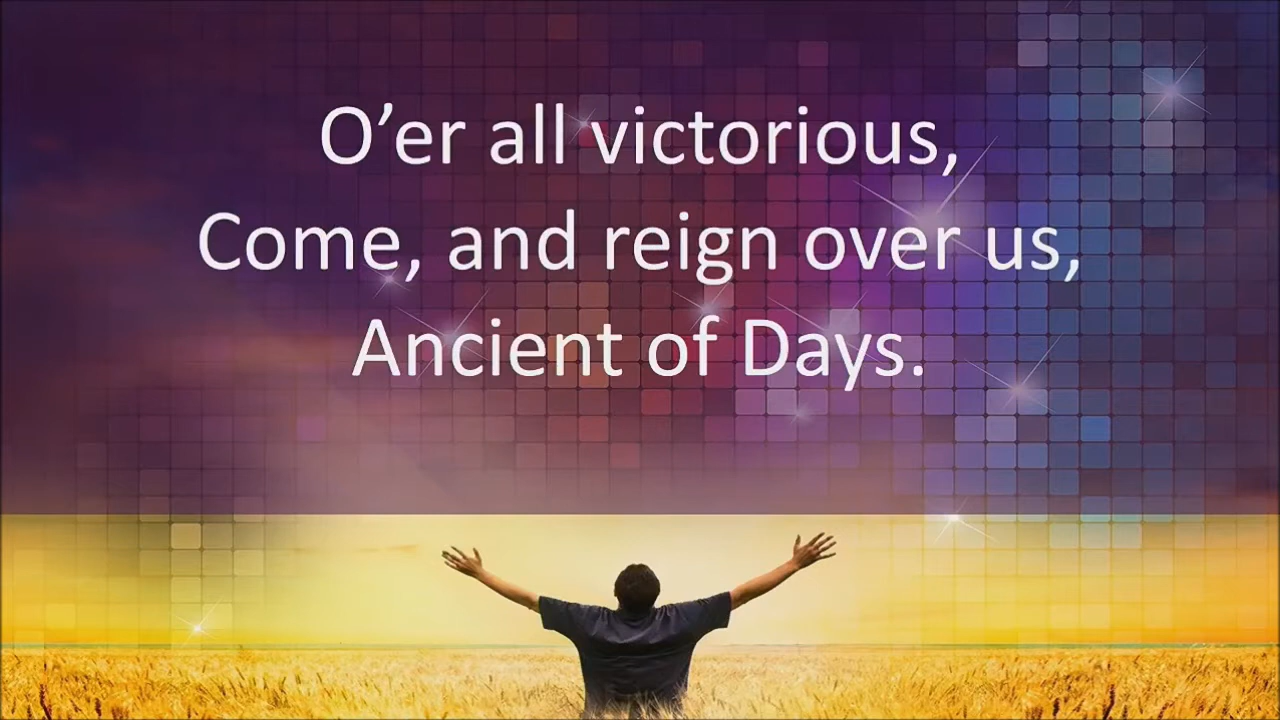 O’er all victorious,
Come, and reign over us,
Ancient of Days.